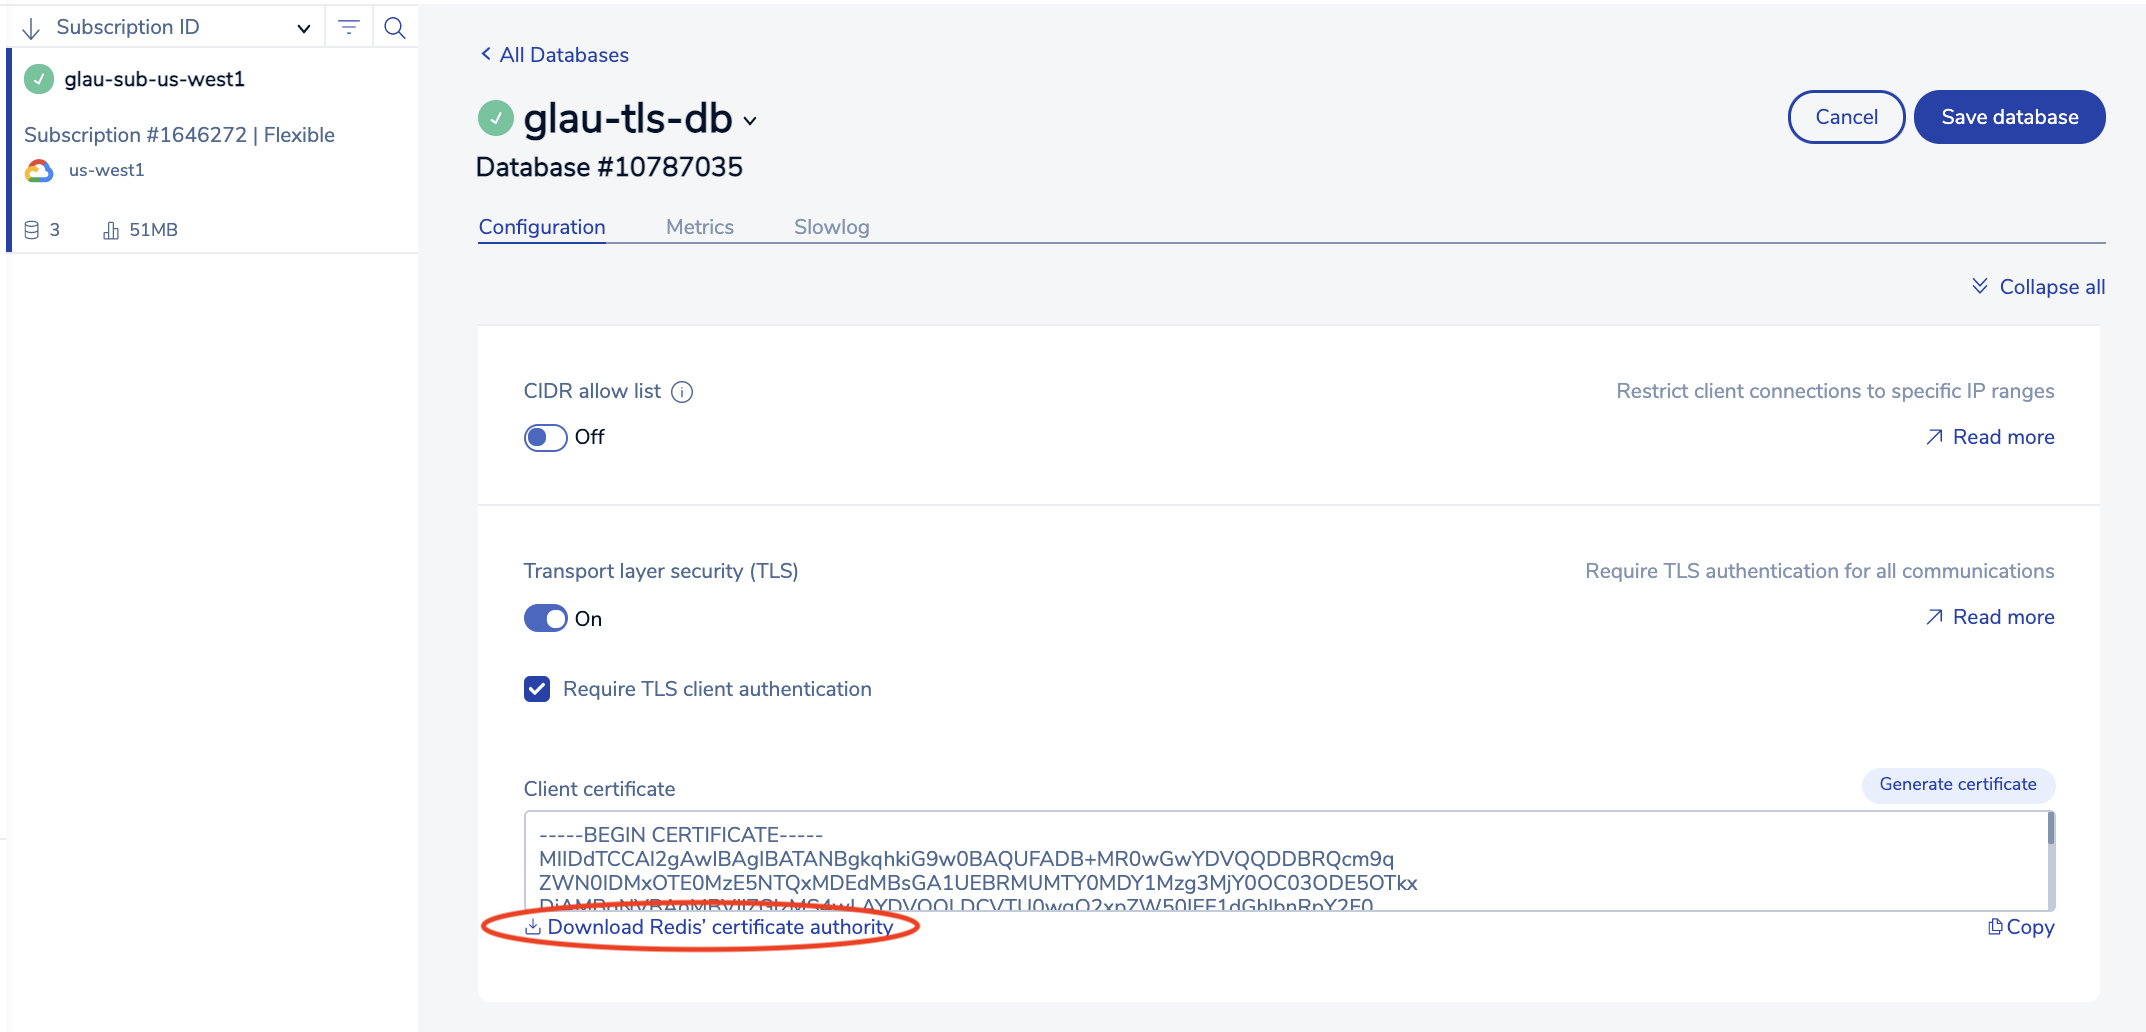 Subscription ID
glau-sub-us-west1
Subscription #1646272 | Flexible
us-west1
3 51MB
All Databases
glau-tls-db
Cancel
Save database
Database #10787035
Configuration Metrics Slowlog
Collapse all
CIDR allow list
Restrict client connections to specific IP ranges
Off
Read more
Transport layer security (TLS)
Require TLS authentication for all communications
On
Read more
Require TLS client authentication
Client certificate
Generate certificate
-----BEGIN CERTIFICATE-----
MIIDdTCCAl2gAwIBAgIBATANBgkqhkiG9w0BAQUFADB+MR0wGwYDVQQDDBRQcm9q
ZWN0IDMxOTE0MzE5NTQxMDEdMBsGA1UEBRMUMTY0MDY1Mzg3MjY0OC03ODE5OTkx
Download Redis’ certificate authority
Copy